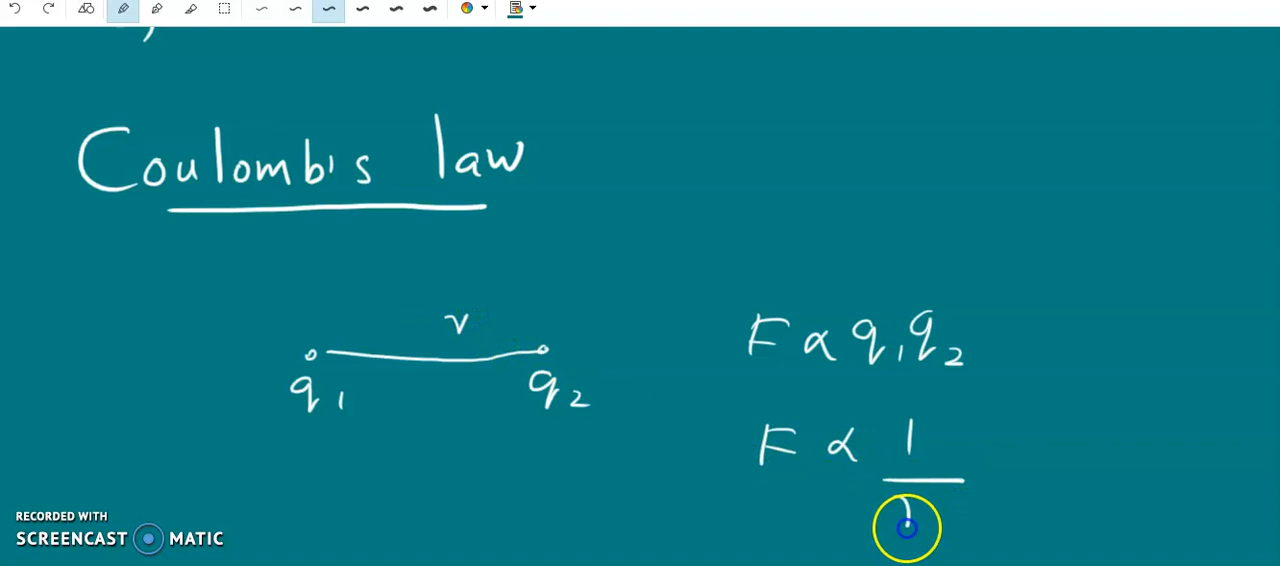 Coulomb's law
r
q1 q2
F ∝ q1q2
F ∝ 1
RECORDED WITH
SCREENCAST MATIC